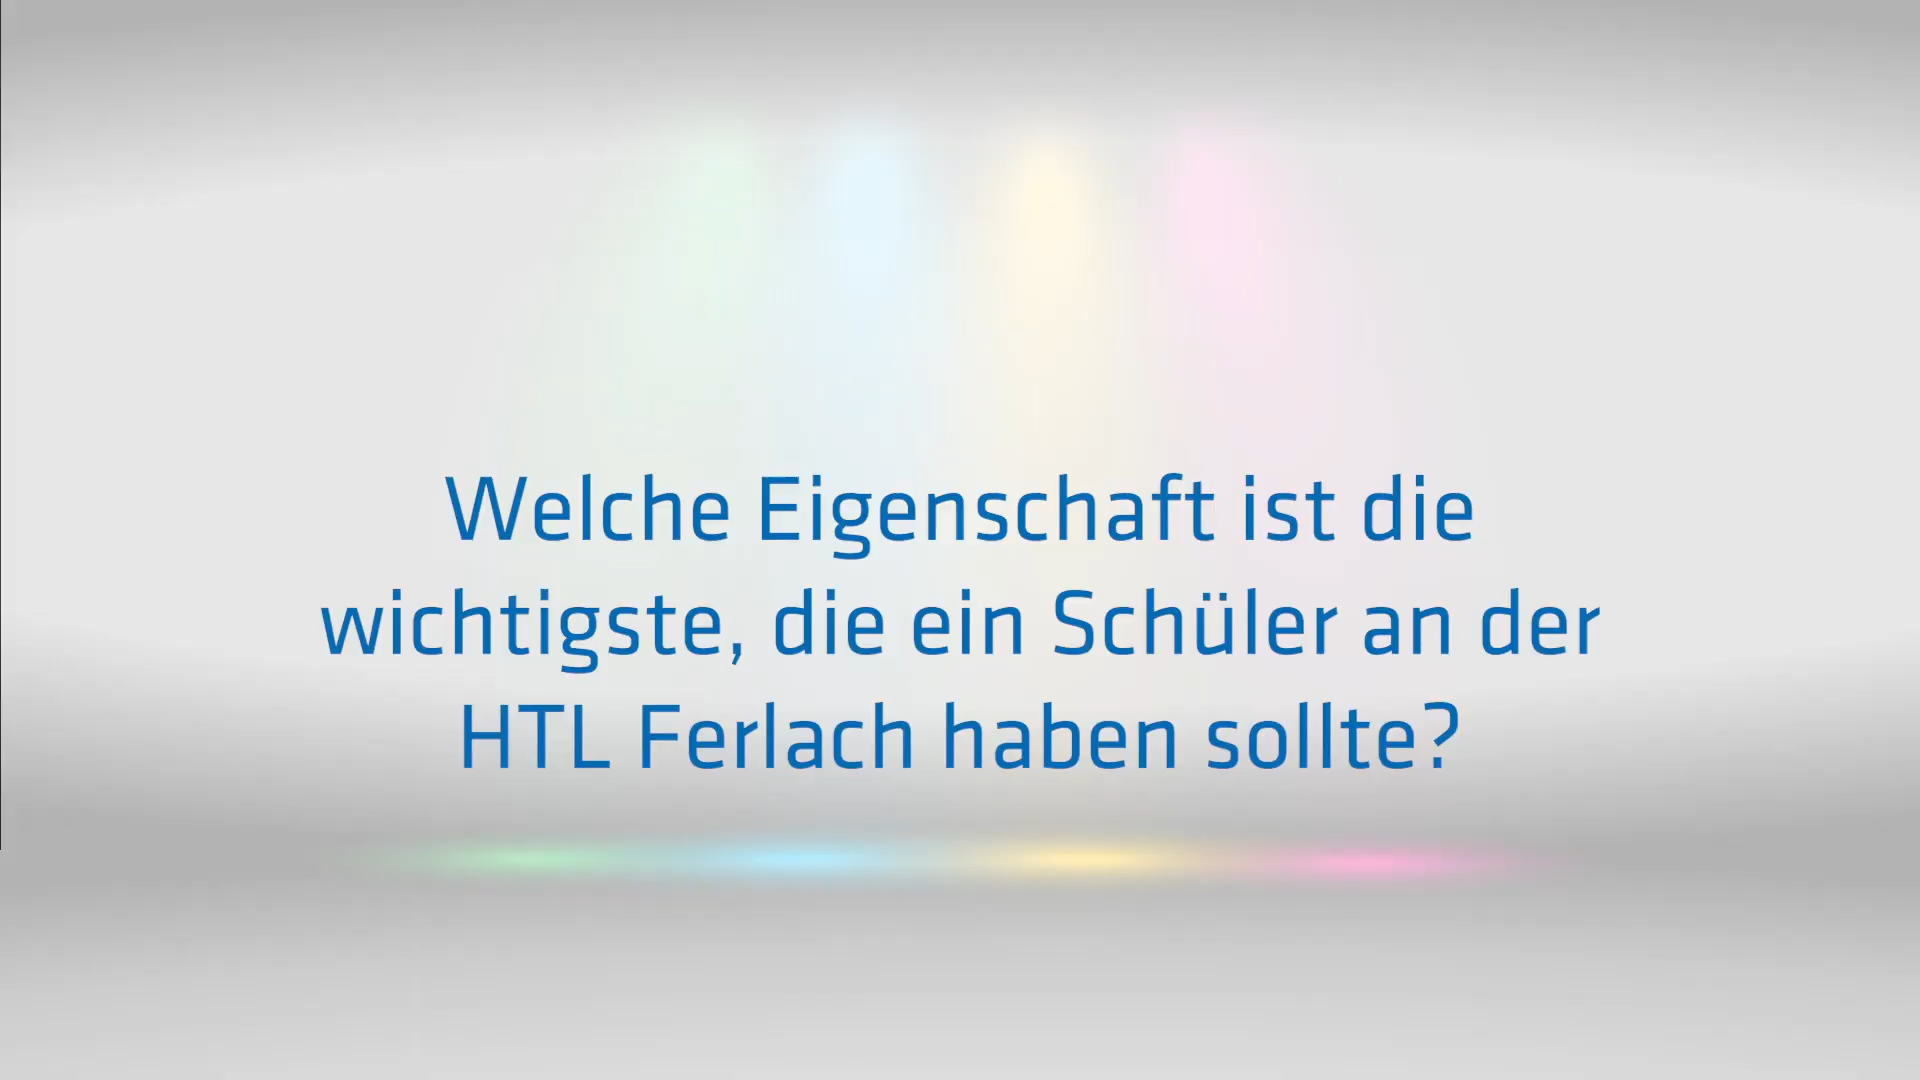 Welche Eigenschaft ist die
wichtigste, die ein Schüler an der
HTL Ferlach haben sollte?